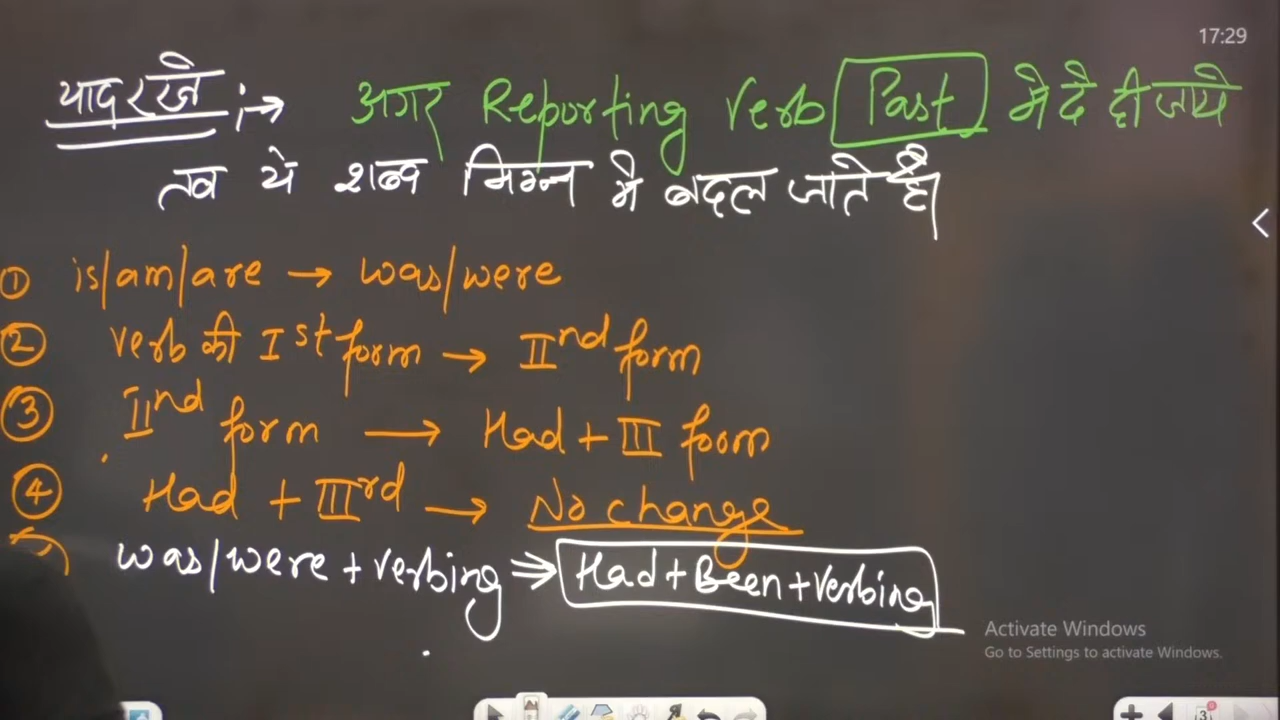 17:29
याद रखे :→ अगर Reporting Verb Past मे दे दी जाये
तब ये शब्द निम्न मे बदल जाते है।
① is/am/are → was/were
② verb की Ist form → IInd form
③ IInd form → Had + III form
④ Had + IIIrd → No change
was/were + verbing ⇒ Had + Been + verbing
Activate Windows
Go to Settings to activate Windows.